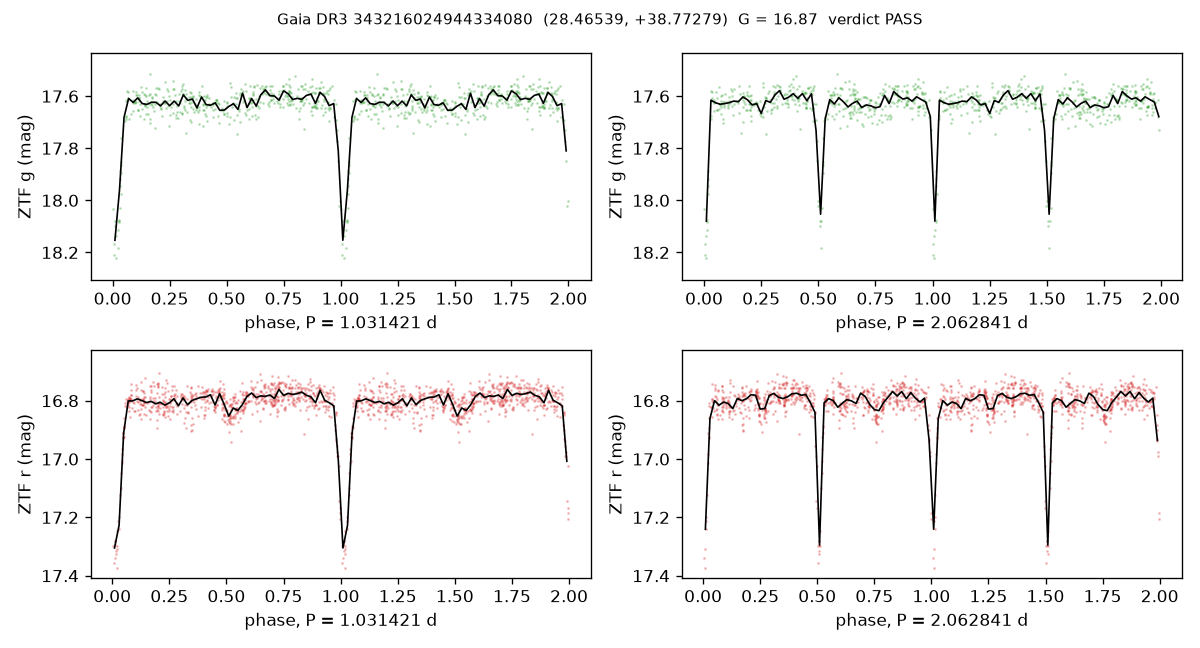 Gaia DR3 343216024944334080 (28.46539, +38.77279) G = 16.87 verdict PASS
ZTF g (mag)
17.6
17.8
18.0
18.2
0.00 0.25 0.50 0.75 1.00 1.25 1.50 1.75 2.00
phase, P = 1.031421 d
ZTF g (mag)
17.6
17.8
18.0
18.2
0.00 0.25 0.50 0.75 1.00 1.25 1.50 1.75 2.00
phase, P = 2.062841 d
ZTF r (mag)
16.8
17.0
17.2
17.4
0.00 0.25 0.50 0.75 1.00 1.25 1.50 1.75 2.00
phase, P = 1.031421 d
ZTF r (mag)
16.8
17.0
17.2
17.4
0.00 0.25 0.50 0.75 1.00 1.25 1.50 1.75 2.00
phase, P = 2.062841 d